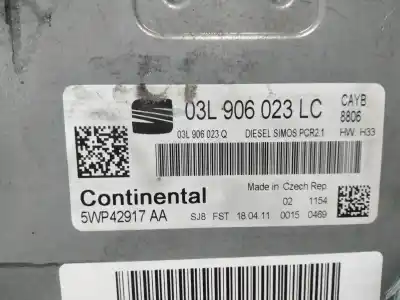 03L 906 023 LC
CAYB
8806
03L 906 023 Q
DIESEL SIMOS PCR2.1
HW: H33
Continental
5WP42917 AA
Made in Czech Rep
02 1154
SJ8 FST 18.04.11 0015 0469